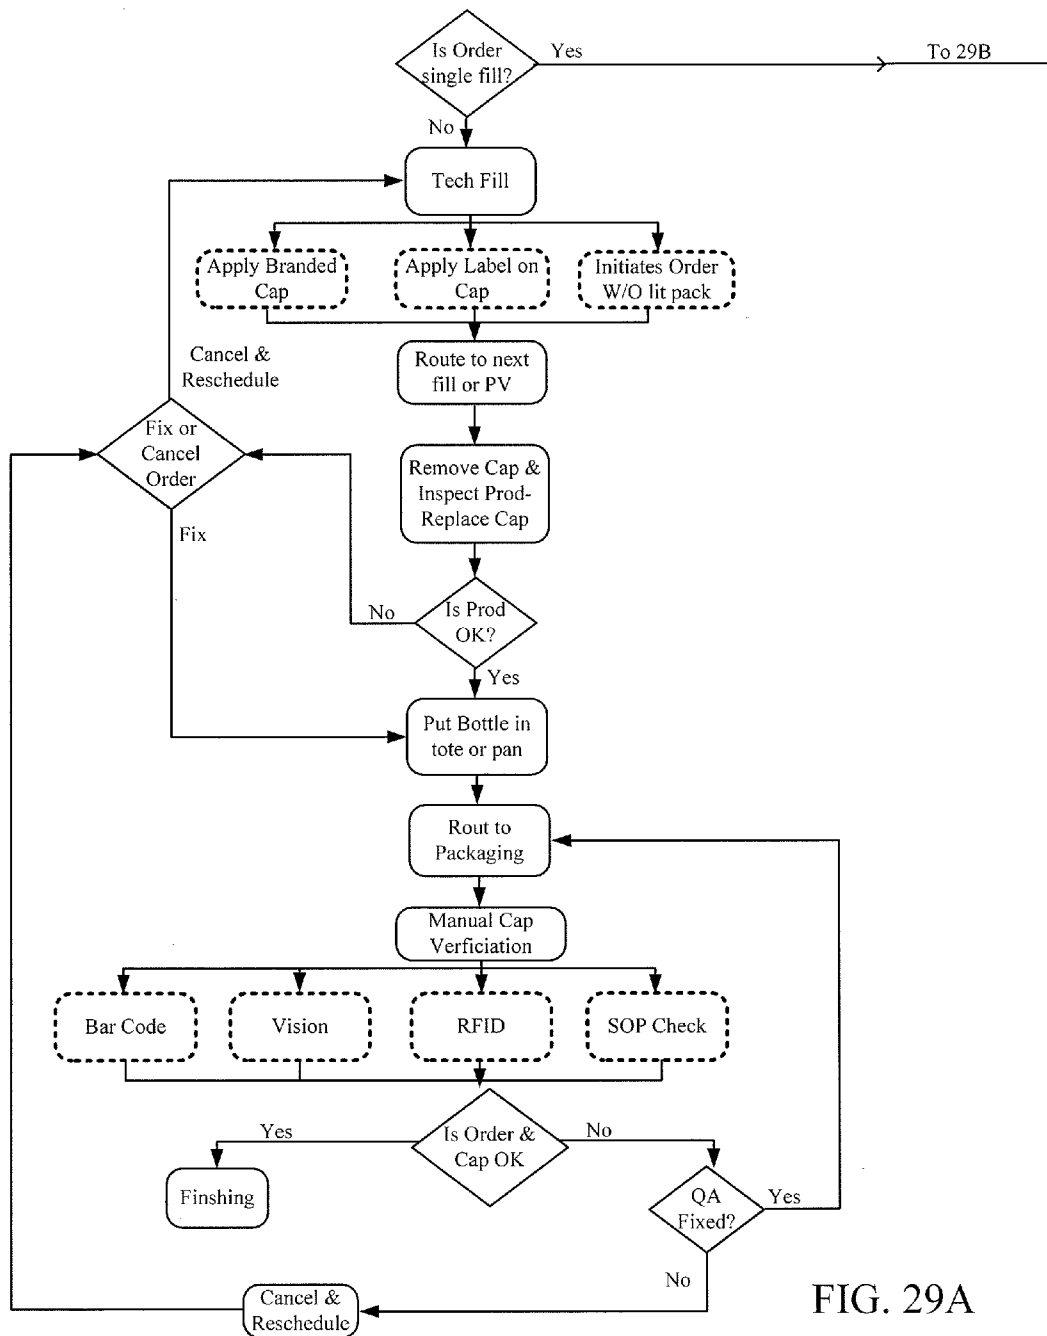 Is Order
single fill?
Yes
To 29B
No
Tech Fill
Apply Branded
Cap
Apply Label on
Cap
Initiates Order
W/O lit pack
Route to next
fill or PV
Cancel &
Reschedule
Fix or
Cancel
Order
Remove Cap &
Inspect Prod-
Replace Cap
Fix
No
Is Prod
OK?
Yes
Put Bottle in
tote or pan
Rout to
Packaging
Manual Cap
Verficiation
Bar Code
Vision
RFID
SOP Check
Yes
Is Order &
Cap OK
No
Finshing
QA
Fixed?
Yes
No
Cancel &
Reschedule
FIG. 29A